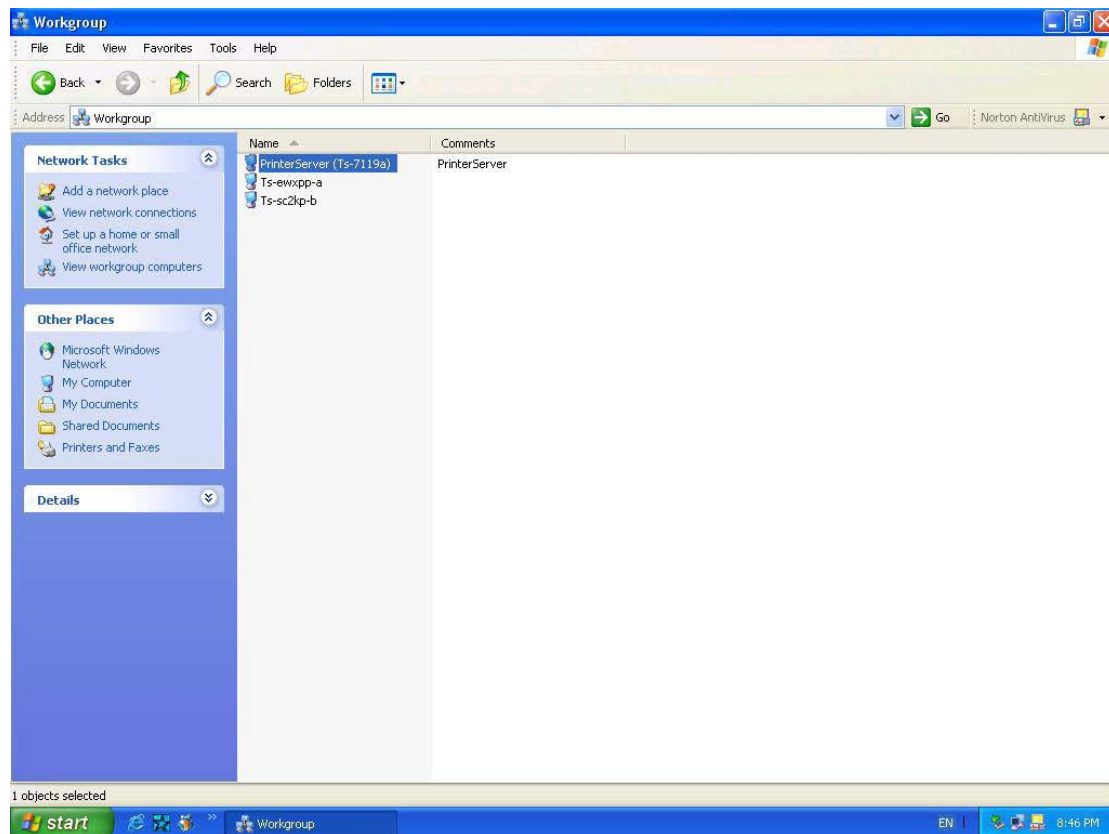 Workgroup
File Edit View Favorites Tools Help
Back Search Folders
Address Workgroup Go Norton AntiVirus
Name Comments
Network Tasks
Add a network place
View network connections
Set up a home or small
office network
View workgroup computers
Other Places
Microsoft Windows
Network
My Computer
My Documents
Shared Documents
Printers and Faxes
Details
PrinterServer (Ts-7119a) PrinterServer
Ts-ewxpp-a
Ts-sc2kp-b
1 objects selected
start Workgroup EN 8:46 PM